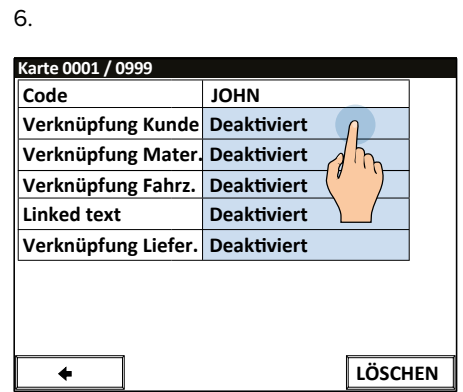 6.
Karte 0001 / 0999
Code JOHN
Verknüpfung Kunde Deaktiviert
Verknüpfung Mater. Deaktiviert
Verknüpfung Fahrz. Deaktiviert
Linked text Deaktiviert
Verknüpfung Liefer. Deaktiviert
LÖSCHEN